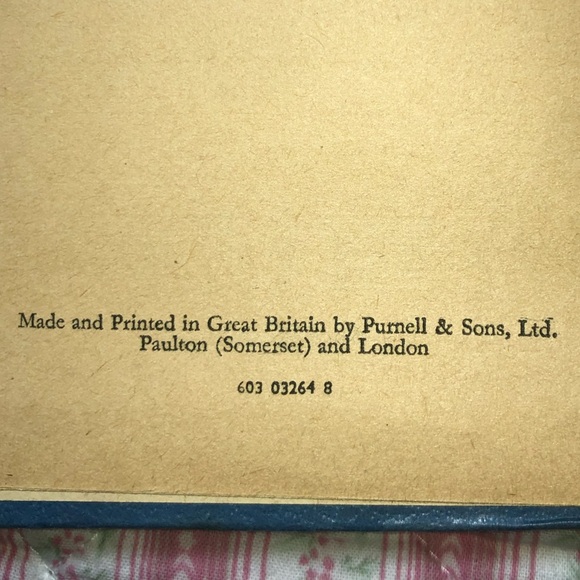 Made and Printed in Great Britain by Purnell & Sons, Ltd.
Paulton (Somerset) and London
603 03264 8